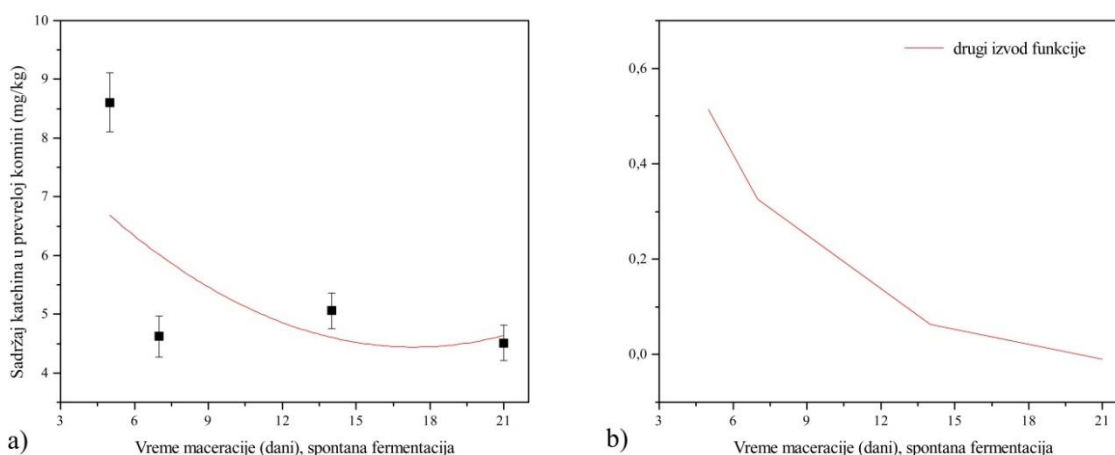 10
9
8
7
6
5
4
3 6 9 12 15 18 21
Sadržaj katehina u prevreloj komini (mg/kg)
Vreme maceracije (dani), spontana fermentacija
a)
drugi izvod funkcije
0,6
0,4
0,2
0,0
3 6 9 12 15 18 21
Vreme maceracije (dani), spontana fermentacija
b)